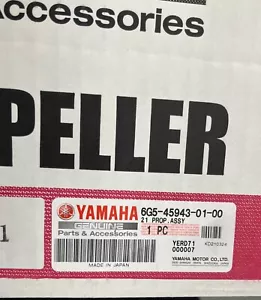 Accessories
PELLER
YAMAHA 6G5-45943-01-00
GENUINE 21 PROP,ASSY
Parts & Accessories 1 PC
YERD71
000007
MADE IN JAPAN YAMAHA MOTOR CO.,LTD.
1